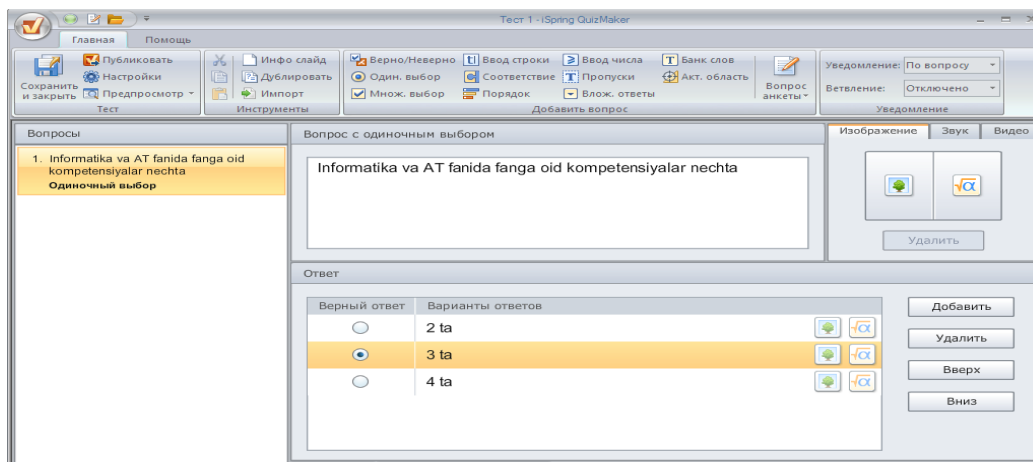 Тест 1 - iSpring QuizMaker
Главная Помощь
Сохранить и закрыть
Публиковать
Настройки
Предпросмотр
Тест
Инфо слайд
Дублировать
Импорт
Инструменты
Верно/Неверно
Один. выбор
Множ. выбор
Ввод строки
Соответствие
Порядок
Ввод числа
Пропуски
Влож. ответы
Банк слов
Акт. область
Вопрос анкеты
Добавить вопрос
Уведомление: По вопросу
Ветвление: Отключено
Уведомление
Вопросы
1. Informatika va AT fanida fanga oid
kompetensiyalar nechta
Одиночный выбор
Вопрос с одиночным выбором
Informatika va AT fanida fanga oid kompetensiyalar nechta
Изображение Звук Видео
√α
Удалить
Ответ
Верный ответ Варианты ответов
2 ta √α
3 ta √α
4 ta √α
Добавить
Удалить
Вверх
Вниз